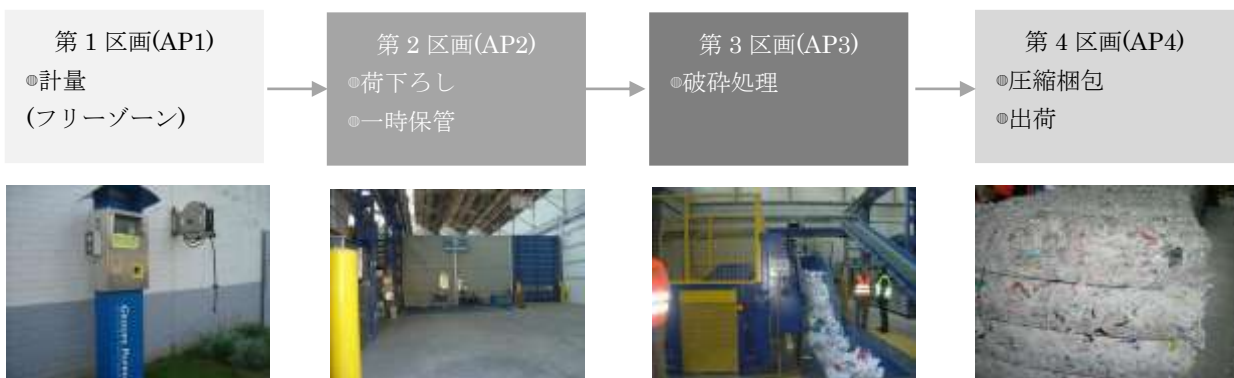 第 1 区画(AP1)
◍計量
(フリーゾーン)
第 2 区画(AP2)
◍荷下ろし
◍一時保管
第 3 区画(AP3)
◍破砕処理
第 4 区画(AP4)
◍圧縮梱包
◍出荷